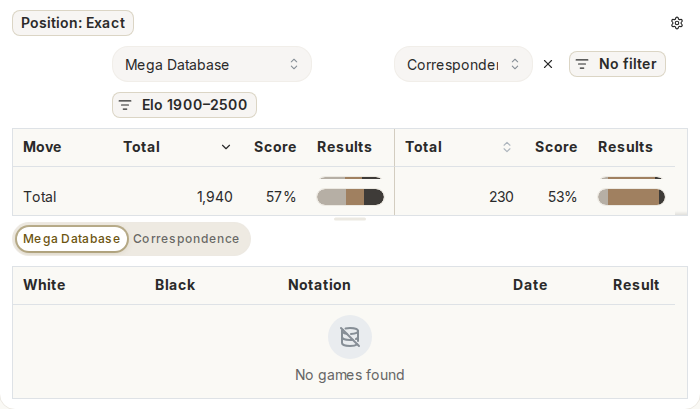 Position: Exact
Mega Database
Corresponder
No filter
Elo 1900–2500
Move Total Score Results Total Score Results
Total 1,940 57% 230 53%
Mega Database Correspondence
White Black Notation Date Result
No games found